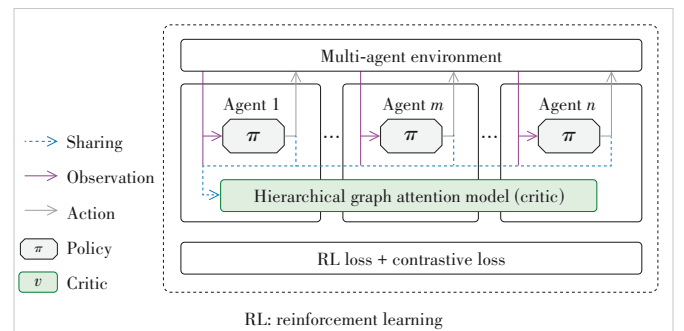 Multi-agent environment
Agent 1
Agent m
Agent n
π
...
π
...
π
Hierarchical graph attention model (critic)
RL loss + contrastive loss
Sharing
Observation
Action
π Policy
v Critic
RL: reinforcement learning